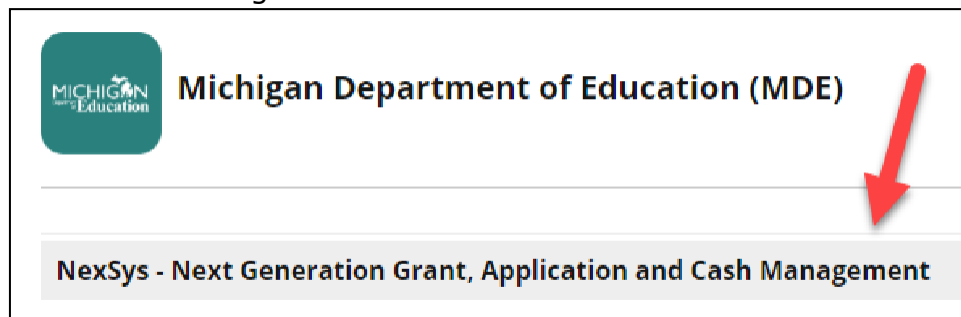 MICHIGAN
Education
Michigan Department of Education (MDE)
NexSys - Next Generation Grant, Application and Cash Management